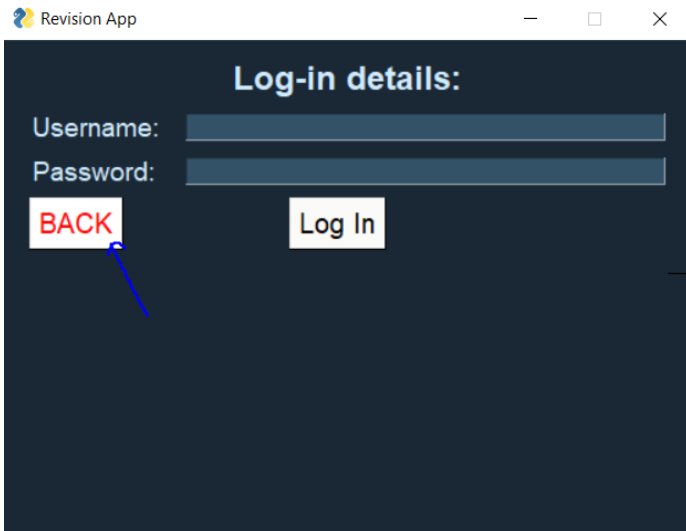 Revision App
Log-in details:
Username:
Password:
BACK
Log In